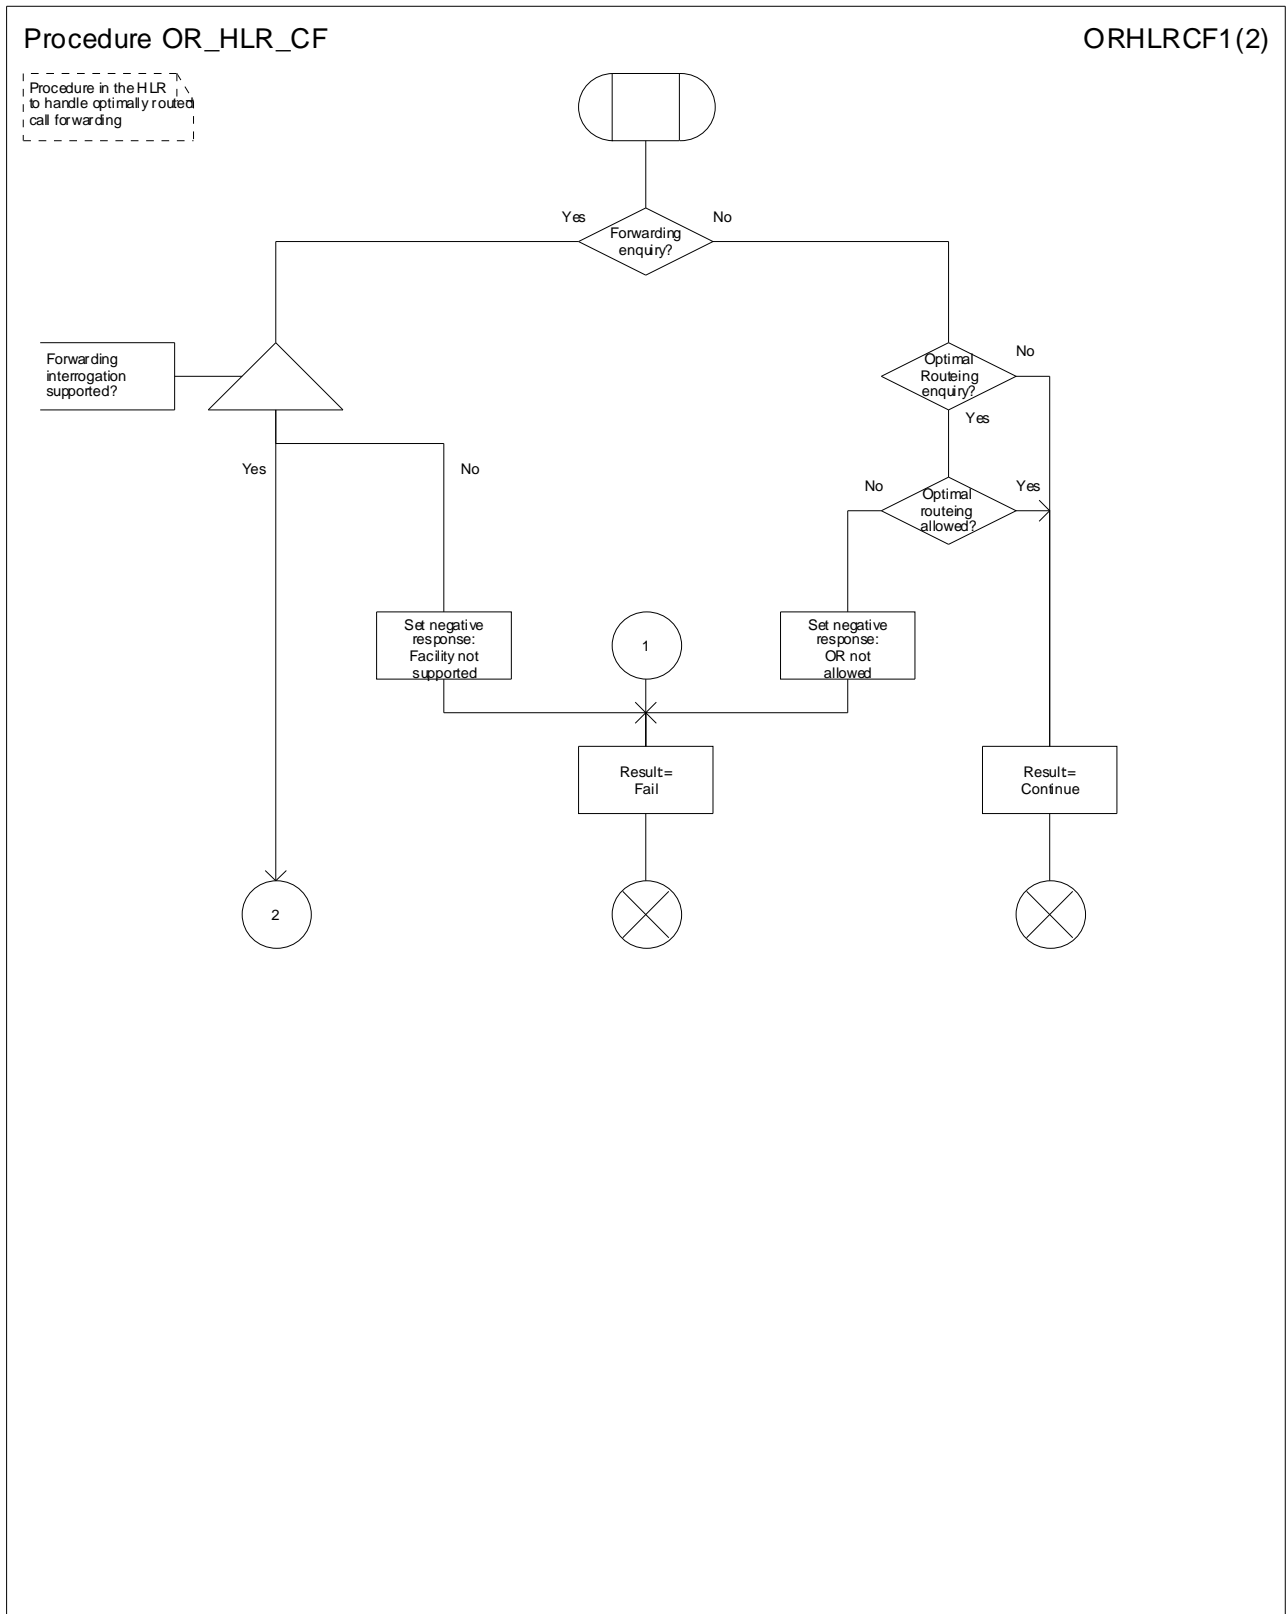 Procedure OR_HLR_CF
ORHLRCF1(2)
Procedure in the HLR
to handle optimally routed
call forwarding
Yes
No
Forwarding
enquiry?
Forwarding
interrogation
supported?
Optimal
Routeing
enquiry?
No
Yes
Yes
No
No
Yes
Optimal
routeing
allowed?
Set negative
response:
Facility not
supported
1
Set negative
response:
OR not
allowed
Result=
Fail
Result=
Continue
2